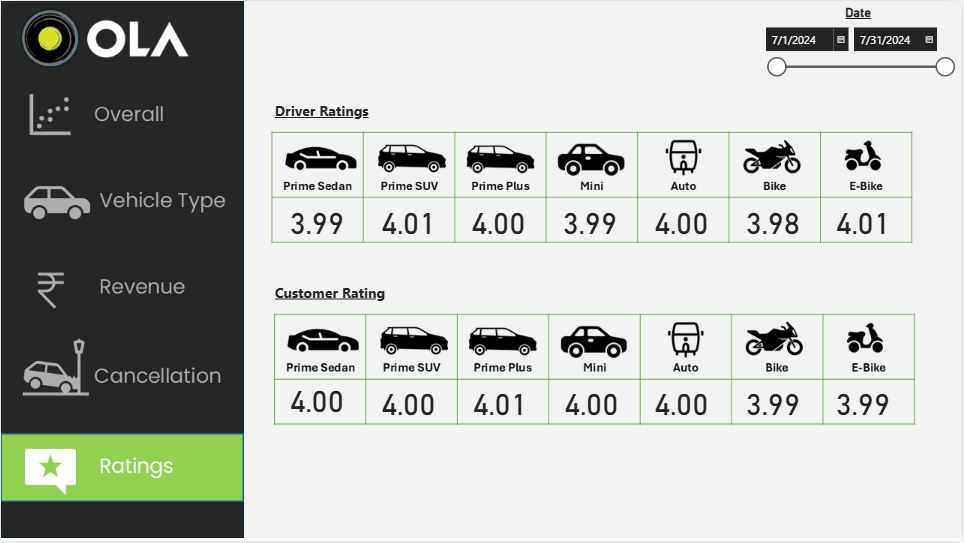 OLA
Overall
Vehicle Type
Revenue
Cancellation
Ratings
Date
7/1/2024 7/31/2024
Driver Ratings
Prime Sedan Prime SUV Prime Plus Mini Auto Bike E-Bike
3.99 4.01 4.00 3.99 4.00 3.98 4.01
Customer Rating
Prime Sedan Prime SUV Prime Plus Mini Auto Bike E-Bike
4.00 4.00 4.01 4.00 4.00 3.99 3.99